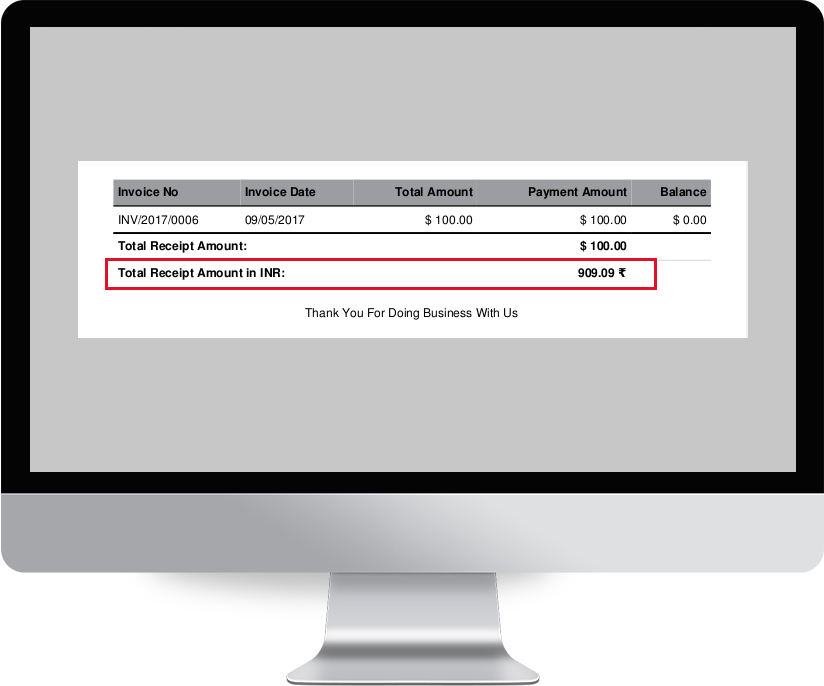 Invoice No Invoice Date Total Amount Payment Amount Balance
INV/2017/0006 09/05/2017 $ 100.00 $ 100.00 $ 0.00
Total Receipt Amount: $ 100.00
Total Receipt Amount in INR: 909.09 ₹
Thank You For Doing Business With Us